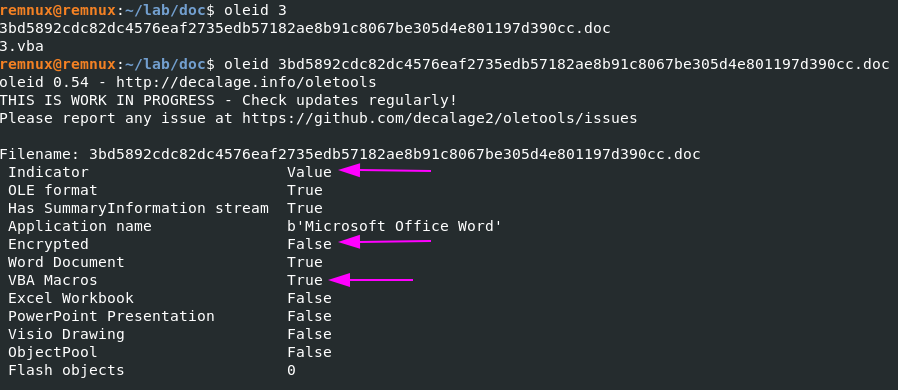 remnux@remnux:~/lab/doc$ oleid 3
3bd5892cdc82dc4576eaf2735edb57182ae8b91c8067be305d4e801197d390cc.doc
3.vba
remnux@remnux:~/lab/doc$ oleid 3bd5892cdc82dc4576eaf2735edb57182ae8b91c8067be305d4e801197d390cc.doc
oleid 0.54 - http://decalage.info/oletools
THIS IS WORK IN PROGRESS - Check updates regularly!
Please report any issue at https://github.com/decalage2/oletools/issues
Filename: 3bd5892cdc82dc4576eaf2735edb57182ae8b91c8067be305d4e801197d390cc.doc
Indicator Value
OLE format True
Has SummaryInformation stream True
Application name b'Microsoft Office Word'
Encrypted False
Word Document True
VBA Macros True
Excel Workbook False
PowerPoint Presentation False
Visio Drawing False
ObjectPool False
Flash objects 0